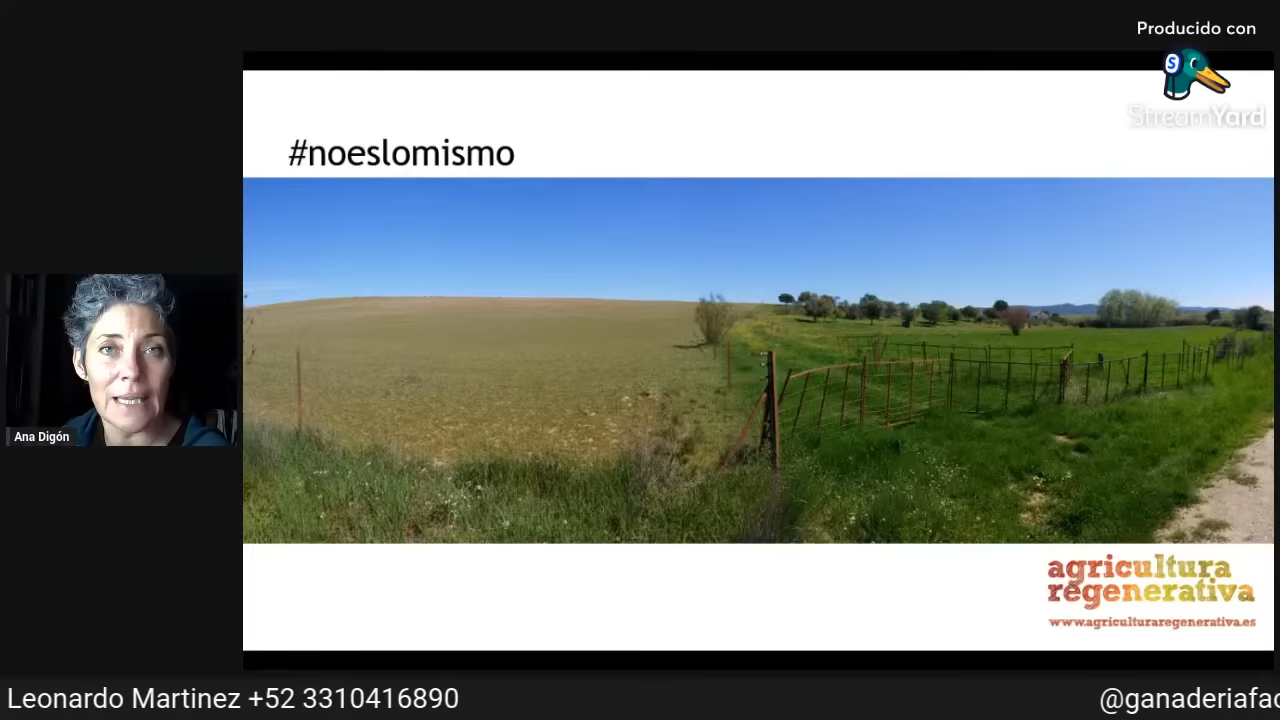 Producido con
StreamYard
#noeslomismo
Ana Digón
agricultura
regenerativa
www.agriculturaregenerativa.es
Leonardo Martinez +52 3310416890
@ganaderiafac